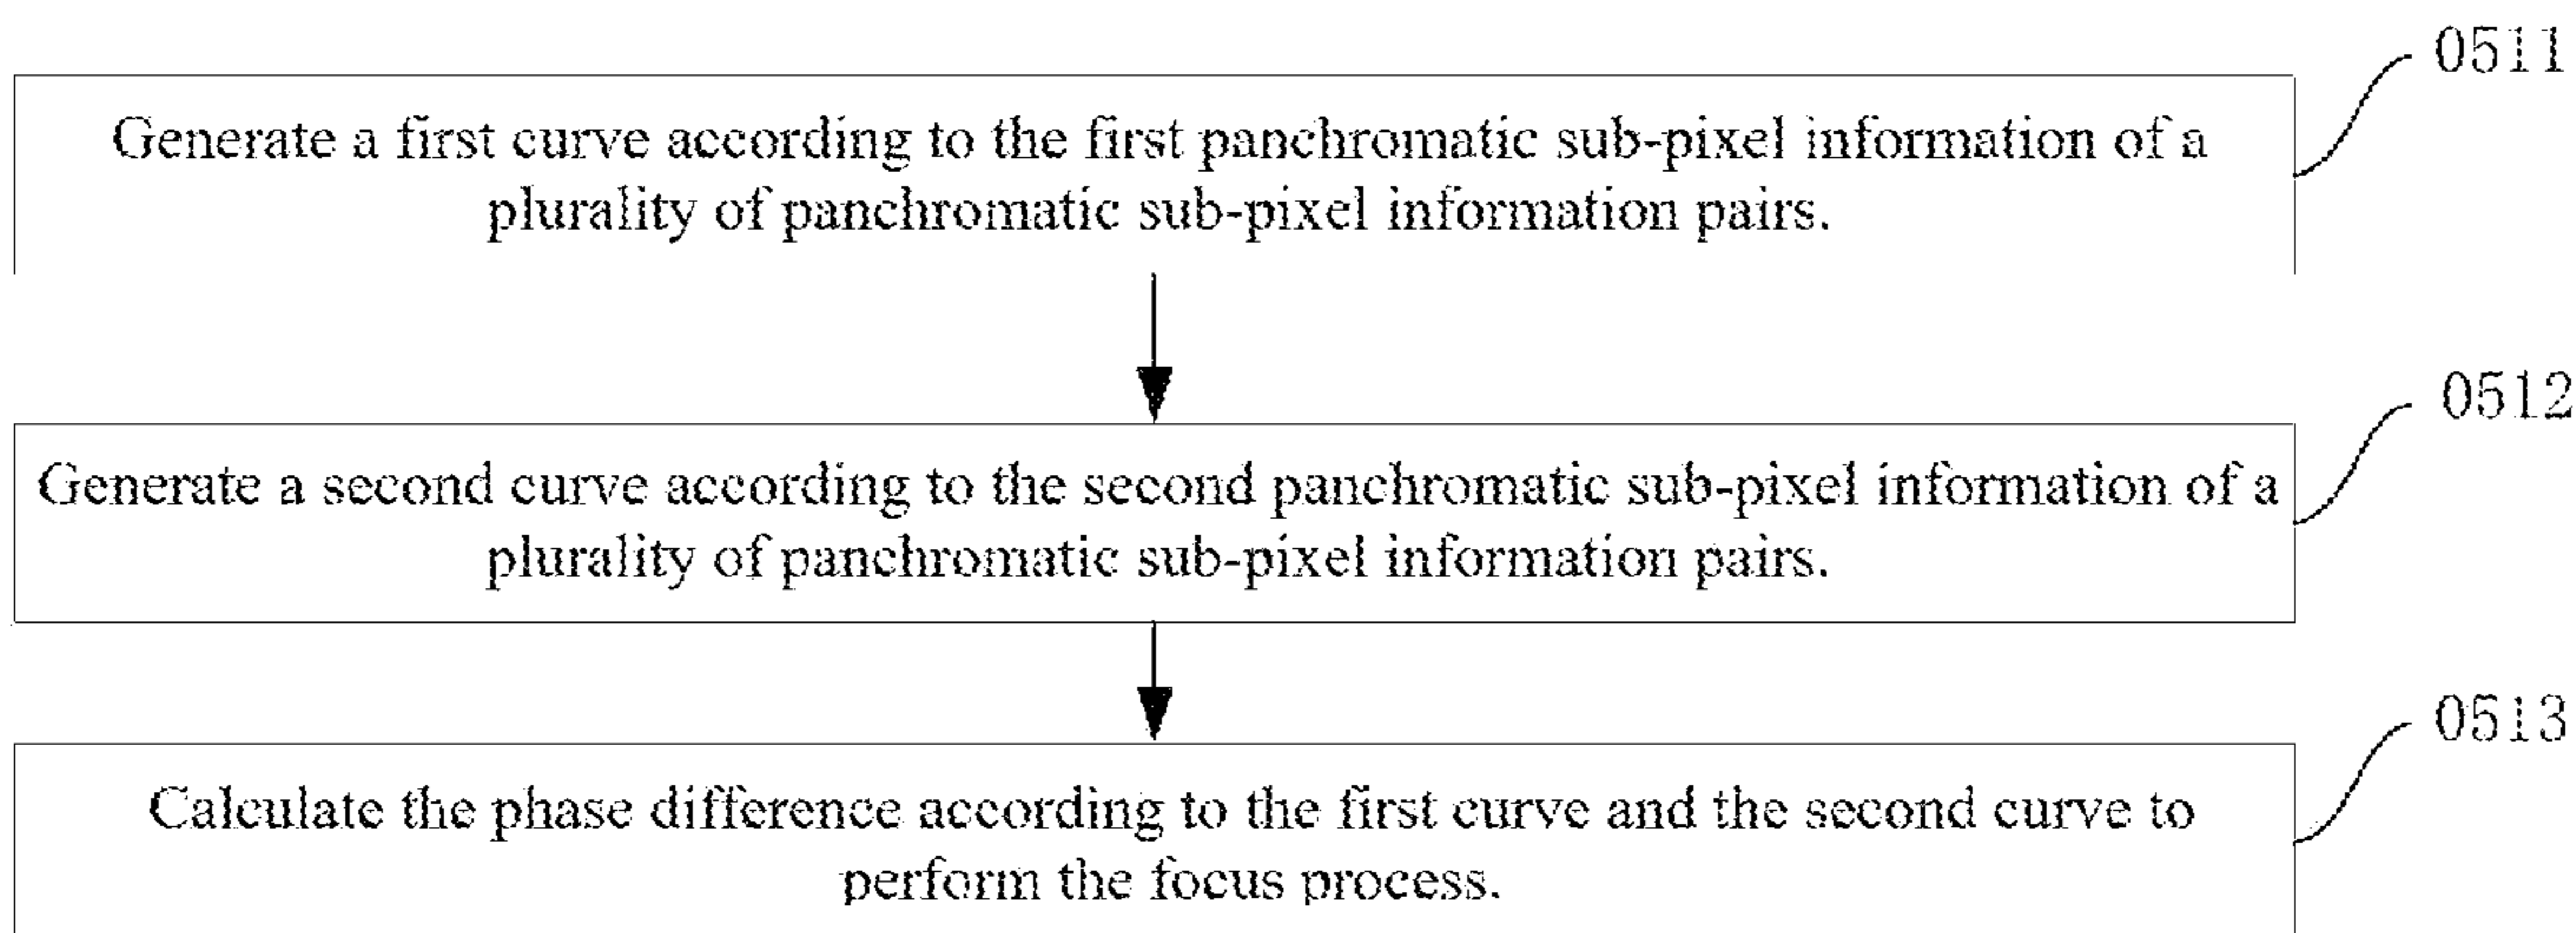 0511
Generate a first curve according to the first panchromatic sub-pixel information of a
plurality of panchromatic sub-pixel information pairs.
0512
Generate a second curve according to the second panchromatic sub-pixel information of a
plurality of panchromatic sub-pixel information pairs.
0513
Calculate the phase difference according to the first curve and the second curve to
perform the focus process.